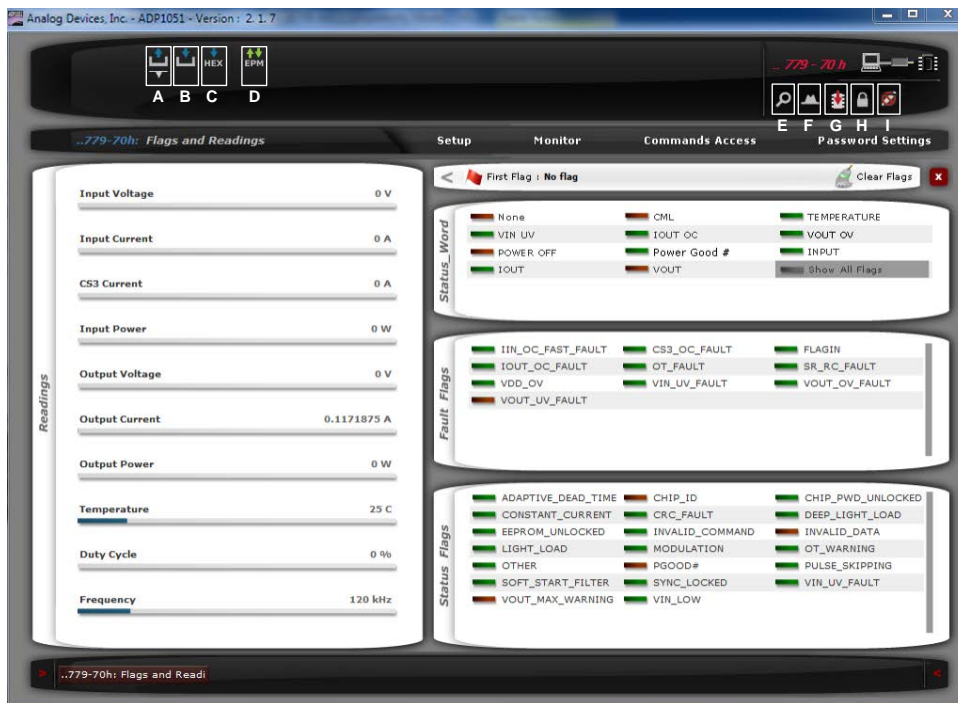 Analog Devices, Inc. - ADP1051 - Version : 2. 1. 7
HEX
EPM
A B C D
.. 779 - 70 h
E F G H I
..779-70h: Flags and Readings
Setup Monitor Commands Access Password Settings
Readings
Input Voltage 0 V
Input Current 0 A
CS3 Current 0 A
Input Power 0 W
Output Voltage 0 V
Output Current 0.1171875 A
Output Power 0 W
Temperature 25 C
Duty Cycle 0 %
Frequency 120 kHz
< First Flag : No flag Clear Flags x
Status_Word
None CML TEMPERATURE
VIN UV IOUT OC VOUT OV
POWER OFF Power Good # INPUT
IOUT VOUT Show All Flags
Fault Flags
IIN_OC_FAST_FAULT CS3_OC_FAULT FLAGIN
IOUT_OC_FAULT OT_FAULT SR_RC_FAULT
VDD_OV VIN_UV_FAULT VOUT_OV_FAULT
VOUT_UV_FAULT
Status Flags
ADAPTIVE_DEAD_TIME CHIP_ID CHIP_PWD_UNLOCKED
CONSTANT_CURRENT CRC_FAULT DEEP_LIGHT_LOAD
EEPROM_UNLOCKED INVALID_COMMAND INVALID_DATA
LIGHT_LOAD MODULATION OT_WARNING
OTHER PGOOD# PULSE_SKIPPING
SOFT_START_FILTER SYNC_LOCKED VIN_UV_FAULT
VOUT_MAX_WARNING VIN_LOW
> ..779-70h: Flags and Readi <